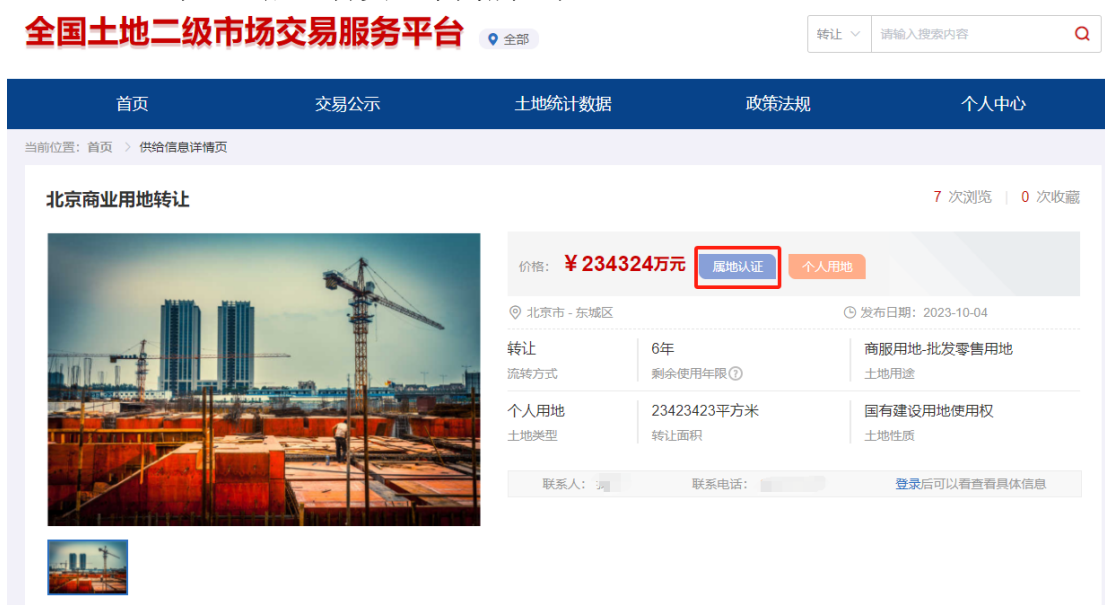 全国土地二级市场交易服务平台 全部 转让 请输入搜索内容
首页 交易公示 土地统计数据 政策法规 个人中心
当前位置：首页 > 供给信息详情页
北京商业用地转让 7 次浏览 0 次收藏
价格：￥234324万元 属地认证 个人用地
北京市 - 东城区 发布日期：2023-10-04
转让 6年 商服用地-批发零售用地
流转方式 剩余使用年限? 土地用途
个人用地 23423423平方米 国有建设用地使用权
土地类型 转让面积 土地性质
联系人： 联系电话： 登录后可以看查看具体信息